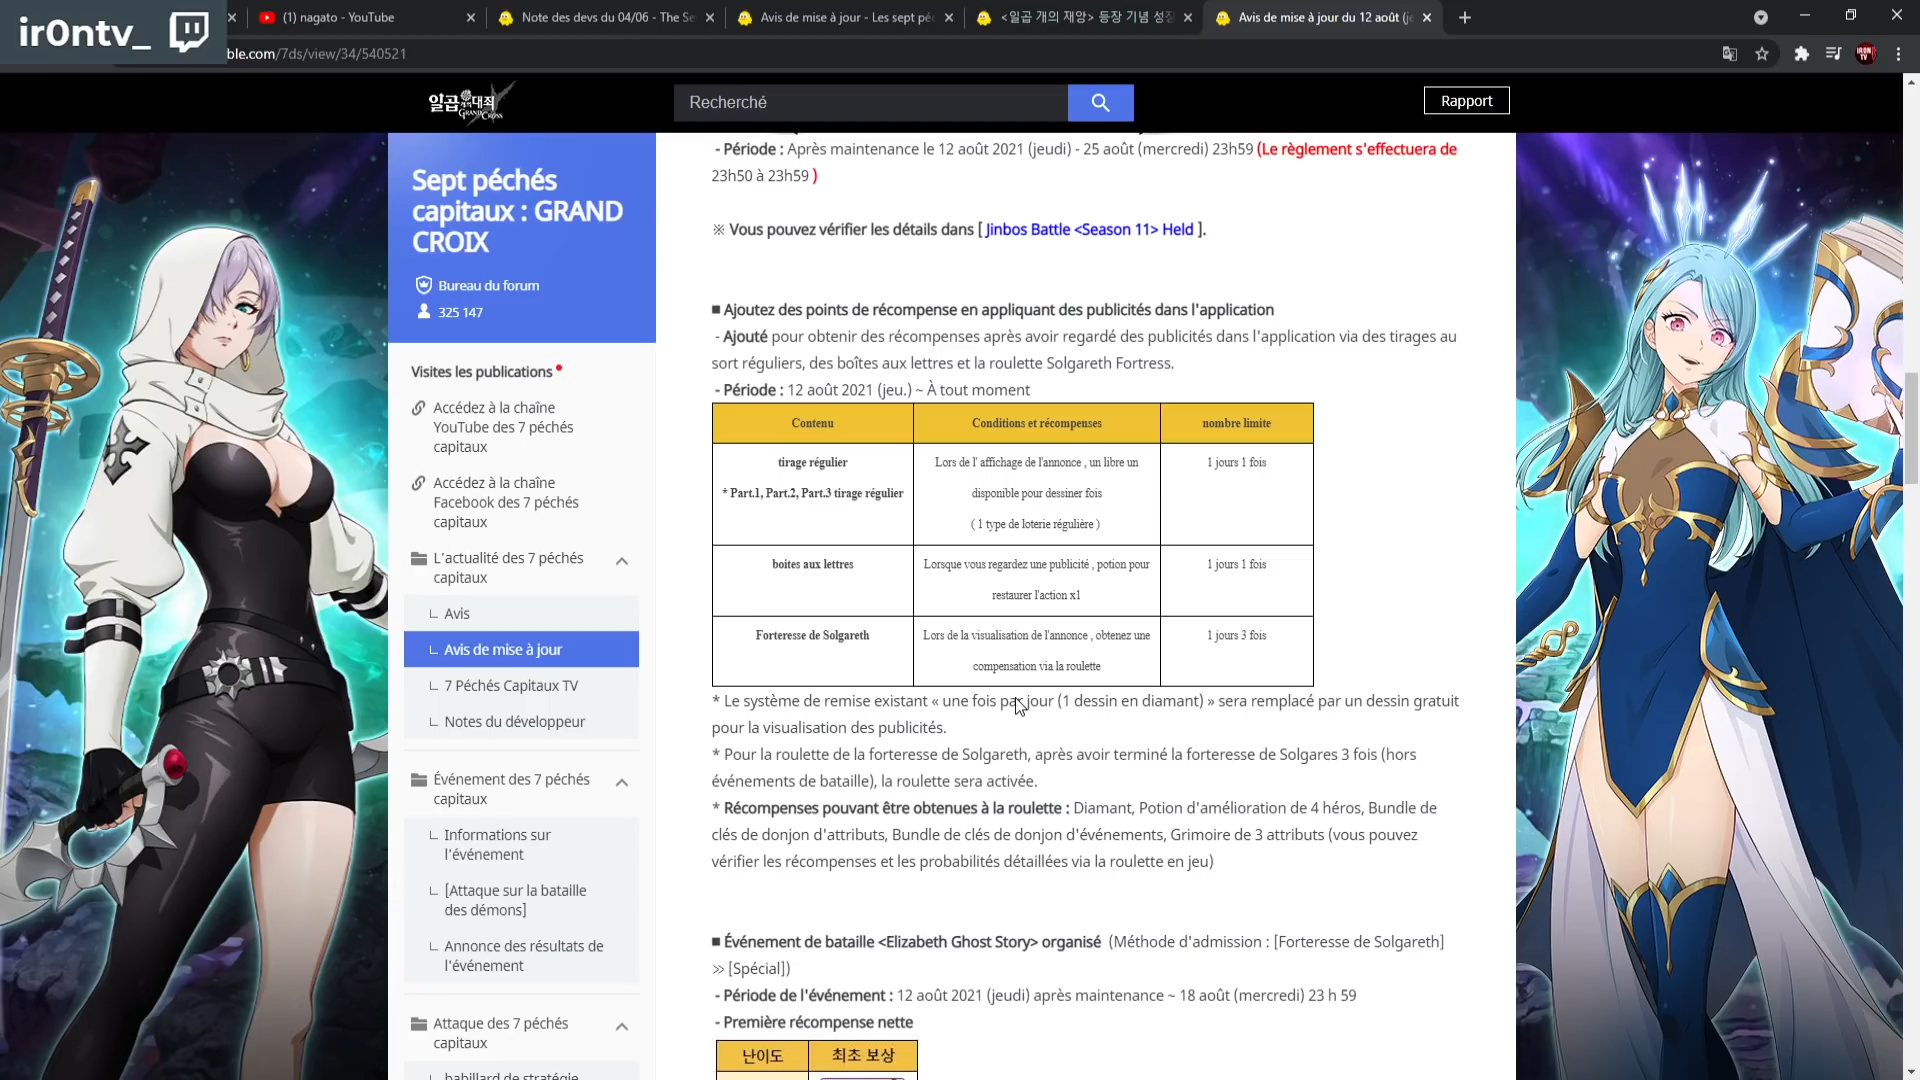 ir0ntv_
(1) nagato - YouTube
Note des devs du 04/06 - The Se
Avis de mise à jour - Les sept péc
<일곱 개의 재앙> 등장 기념 성장
Avis de mise à jour du 12 août (je
ble.com/7ds/view/34/540521
일곱 개의 대죄
GRAND CROSS
Recherché
Rapport
Sept péchés
capitaux : GRAND
CROIX
Bureau du forum
325 147
Visites les publications
Accédez à la chaîne
YouTube des 7 péchés
capitaux
Accédez à la chaîne
Facebook des 7 péchés
capitaux
L'actualité des 7 péchés
capitaux
Avis
Avis de mise à jour
7 Péchés Capitaux TV
Notes du développeur
Événement des 7 péchés
capitaux
Informations sur
l'événement
[Attaque sur la bataille
des démons]
Annonce des résultats de
l'événement
Attaque des 7 péchés
capitaux
babillard de stratégie
- Période : Après maintenance le 12 août 2021 (jeudi) - 25 août (mercredi) 23h59 (Le règlement s'effectuera de
23h50 à 23h59 )
※ Vous pouvez vérifier les détails dans [ Jinbos Battle <Season 11> Held ].
■ Ajoutez des points de récompense en appliquant des publicités dans l'application
- Ajouté pour obtenir des récompenses après avoir regardé des publicités dans l'application via des tirages au
sort réguliers, des boîtes aux lettres et la roulette Solgareth Fortress.
- Période : 12 août 2021 (jeu.) ~ À tout moment
Contenu Conditions et récompenses nombre limite
tirage régulier Lors de l' affichage de l'annonce , un libre un 1 jours 1 fois
* Part.1, Part.2, Part.3 tirage régulier disponible pour dessiner fois
( 1 type de loterie régulière )
boites aux lettres Lorsque vous regardez une publicité , potion pour 1 jours 1 fois
restaurer l'action x1
Forteresse de Solgareth Lors de la visualisation de l'annonce , obtenez une 1 jours 3 fois
compensation via la roulette
* Le système de remise existant « une fois par jour (1 dessin en diamant) » sera remplacé par un dessin gratuit
pour la visualisation des publicités.
* Pour la roulette de la forteresse de Solgareth, après avoir terminé la forteresse de Solgares 3 fois (hors
événements de bataille), la roulette sera activée.
* Récompenses pouvant être obtenues à la roulette : Diamant, Potion d'amélioration de 4 héros, Bundle de
clés de donjon d'attributs, Bundle de clés de donjon d'événements, Grimoire de 3 attributs (vous pouvez
vérifier les récompenses et les probabilités détaillées via la roulette en jeu)
■ Événement de bataille <Elizabeth Ghost Story> organisé (Méthode d'admission : [Forteresse de Solgareth]
≫ [Spécial])
- Période de l'événement : 12 août 2021 (jeudi) après maintenance ~ 18 août (mercredi) 23 h 59
- Première récompense nette
난이도 최초 보상